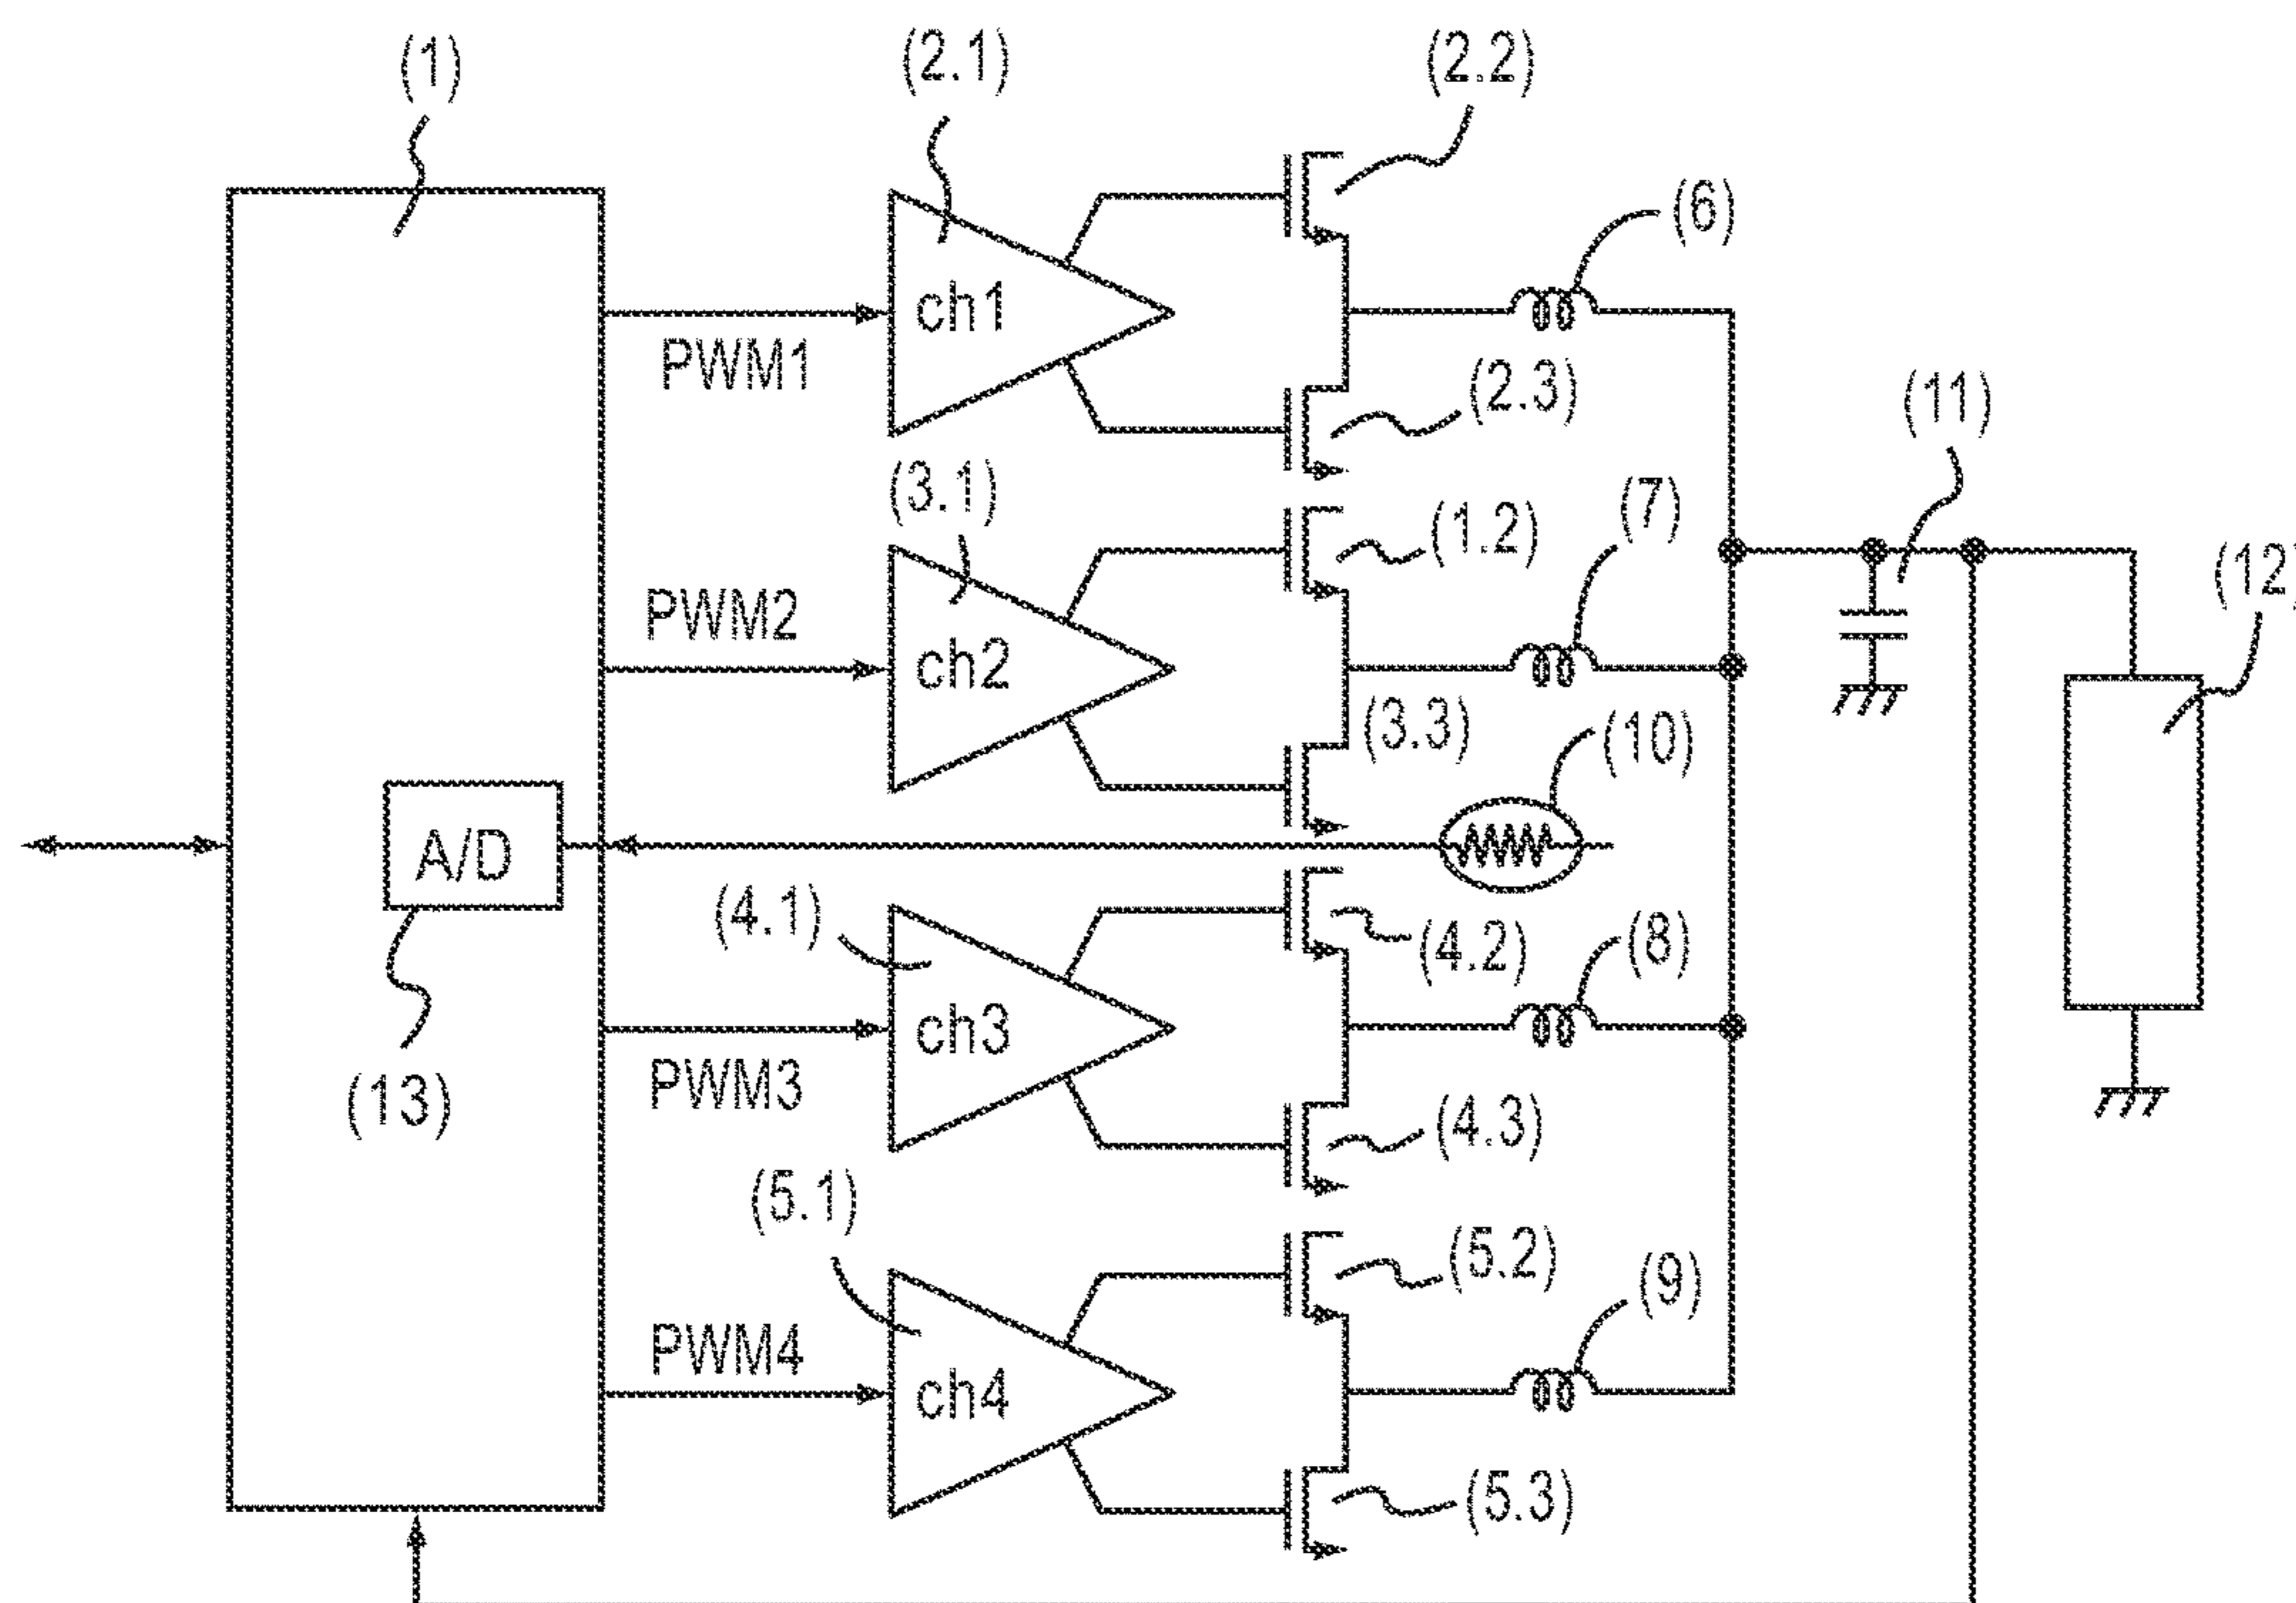 (1)
(2.1)
(2.2)
(6)
ch1
PWM1
(2.3)
(11)
(3.1)
(1.2)
(7)
(12)
PWM2
ch2
(3.3)
(10)
A/D
(4.1)
(4.2)
(8)
ch3
PWM3
(13)
(4.3)
(5.1)
(5.2)
(9)
PWM4
ch4
(5.3)